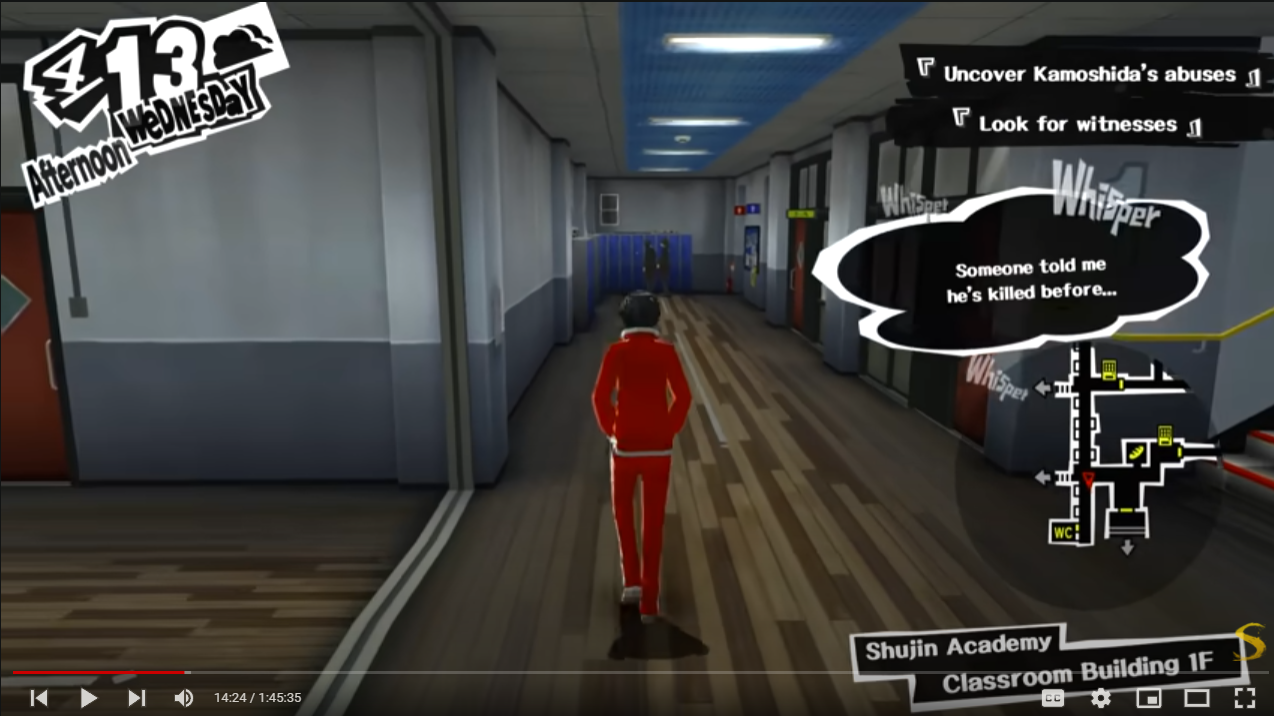 4/13
WEDNESDAY
Afternoon
Uncover Kamoshida's abuses
Look for witnesses
Whisper
Whisper
Someone told me
he's killed before...
Whisper
WC
Shujin Academy
Classroom Building 1F
S
14:24 / 1:45:35
CC